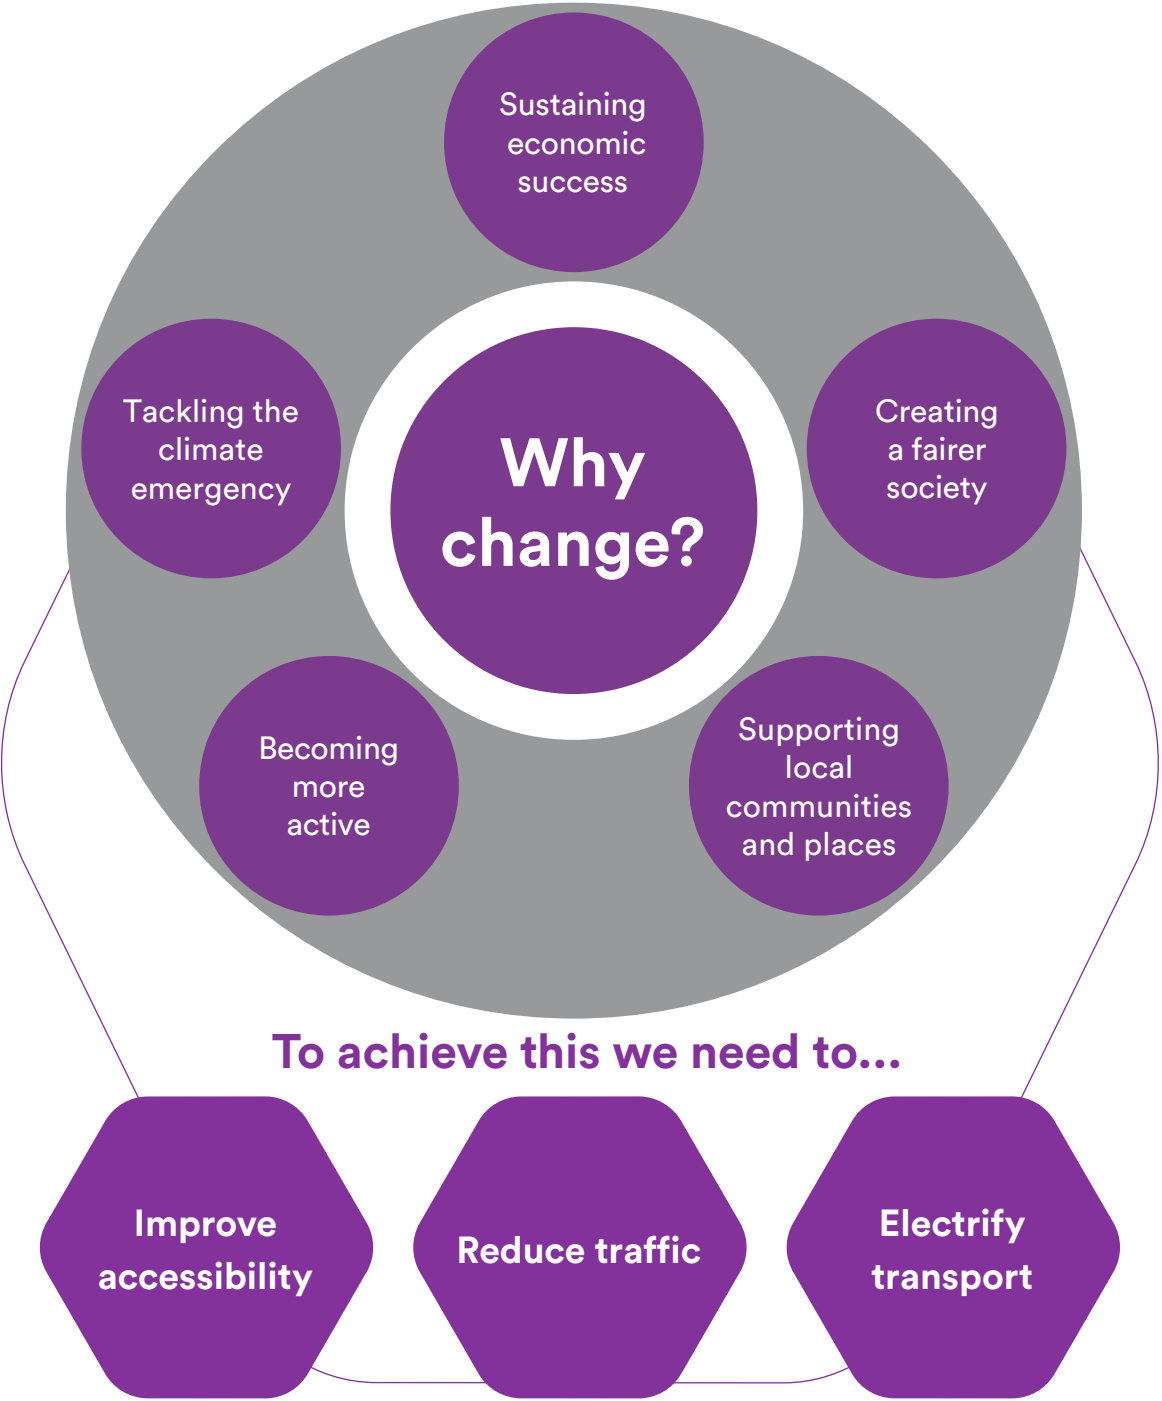 Sustaining
economic
success
Tackling the
climate
emergency
Why
change?
Creating
a fairer
society
Becoming
more
active
Supporting
local
communities
and places
To achieve this we need to...
Improve
accessibility
Reduce traffic
Electrify
transport